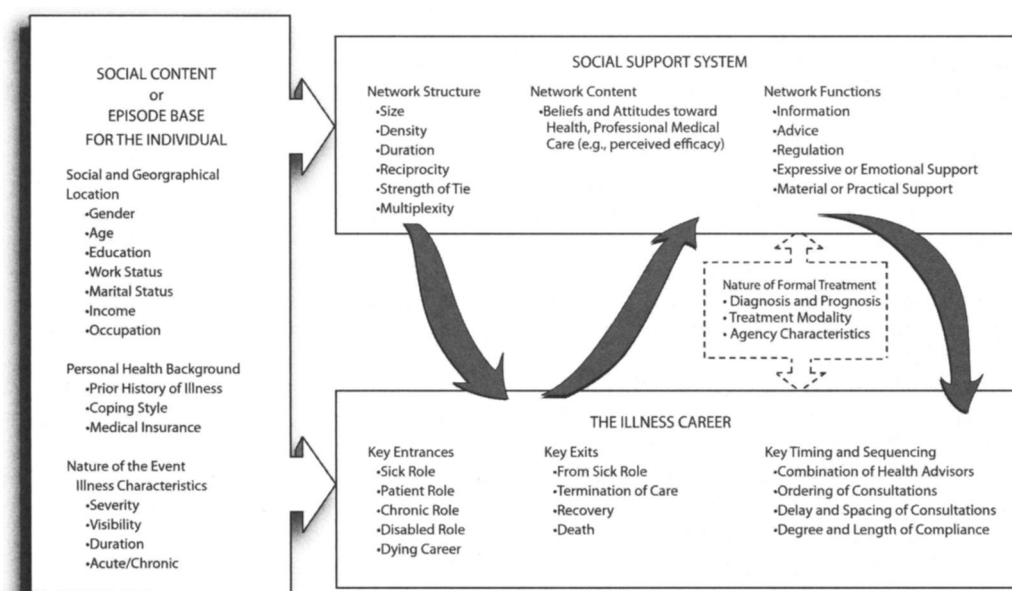 SOCIAL CONTENT
or
EPISODE BASE
FOR THE INDIVIDUAL
Social and Georgraphical
Location
•Gender
•Age
•Education
•Work Status
•Marital Status
•Income
•Occupation
Personal Health Background
•Prior History of Illness
•Coping Style
•Medical Insurance
Nature of the Event
Illness Characteristics
•Severity
•Visibility
•Duration
•Acute/Chronic
SOCIAL SUPPORT SYSTEM
Network Structure
•Size
•Density
•Duration
•Reciprocity
•Strength of Tie
•Multiplexity
Network Content
•Beliefs and Attitudes toward
Health, Professional Medical
Care (e.g., perceived efficacy)
Network Functions
•Information
•Advice
•Regulation
•Expressive or Emotional Support
•Material or Practical Support
Nature of Formal Treatment
• Diagnosis and Prognosis
• Treatment Modality
• Agency Characteristics
THE ILLNESS CAREER
Key Entrances
•Sick Role
•Patient Role
•Chronic Role
•Disabled Role
•Dying Career
Key Exits
•From Sick Role
•Termination of Care
•Recovery
•Death
Key Timing and Sequencing
•Combination of Health Advisors
•Ordering of Consultations
•Delay and Spacing of Consultations
•Degree and Length of Compliance